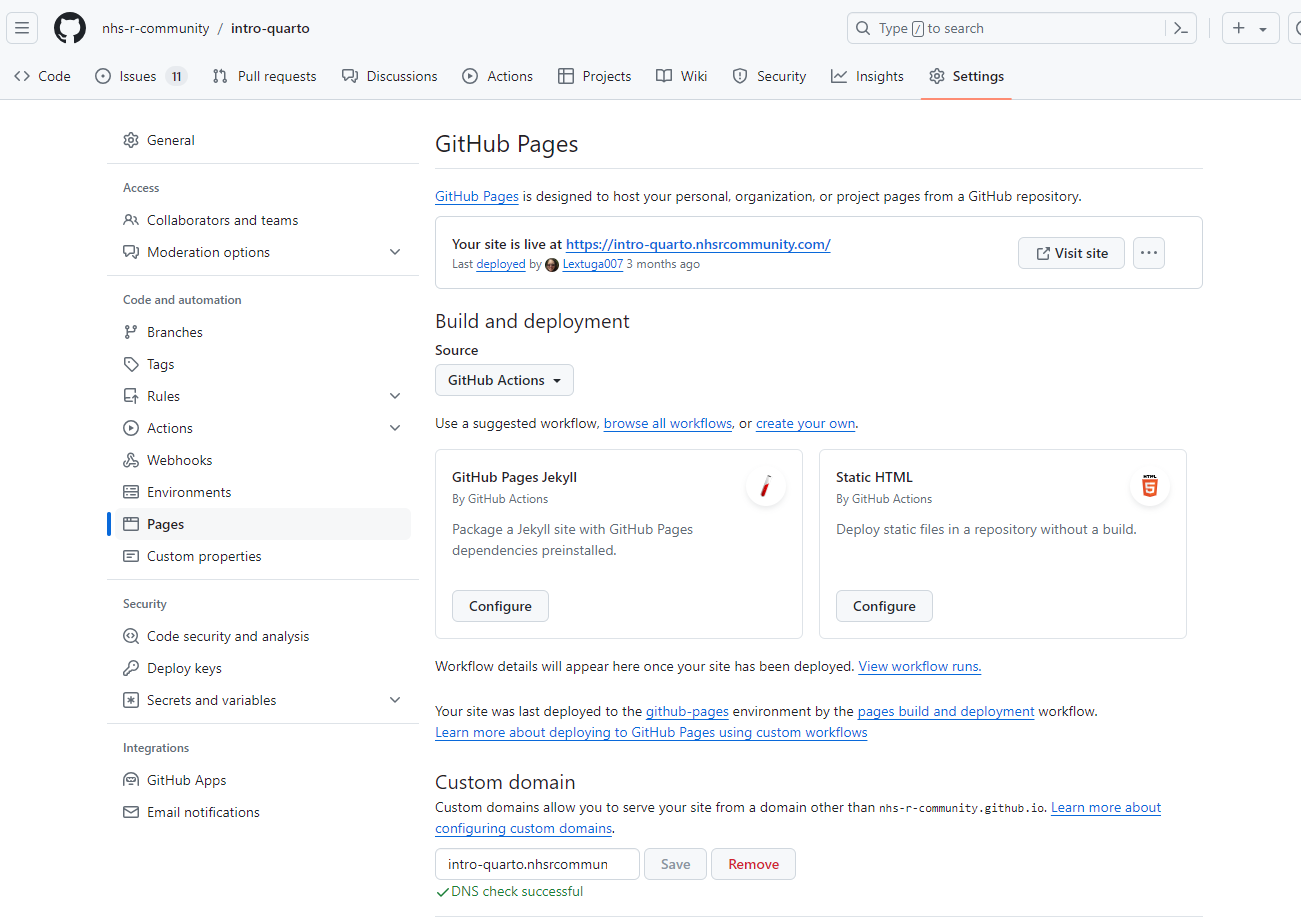 nhs-r-community / intro-quarto
Type / to search
Code
Issues 11
Pull requests
Discussions
Actions
Projects
Wiki
Security
Insights
Settings
General
Access
Collaborators and teams
Moderation options
Code and automation
Branches
Tags
Rules
Actions
Webhooks
Environments
Pages
Custom properties
Security
Code security and analysis
Deploy keys
Secrets and variables
Integrations
GitHub Apps
Email notifications
GitHub Pages
GitHub Pages is designed to host your personal, organization, or project pages from a GitHub repository.
Your site is live at https://intro-quarto.nhsrcommunity.com/
Last deployed by Lextuga007 3 months ago
Visit site
Build and deployment
Source
GitHub Actions
Use a suggested workflow, browse all workflows, or create your own.
GitHub Pages Jekyll
By GitHub Actions
Package a Jekyll site with GitHub Pages
dependencies preinstalled.
Configure
Static HTML
By GitHub Actions
HTML
5
Deploy static files in a repository without a build.
Configure
Workflow details will appear here once your site has been deployed. View workflow runs.
Your site was last deployed to the github-pages environment by the pages build and deployment workflow.
Learn more about deploying to GitHub Pages using custom workflows
Custom domain
Custom domains allow you to serve your site from a domain other than nhs-r-community.github.io. Learn more about
configuring custom domains.
intro-quarto.nhsrcommun
Save
Remove
DNS check successful